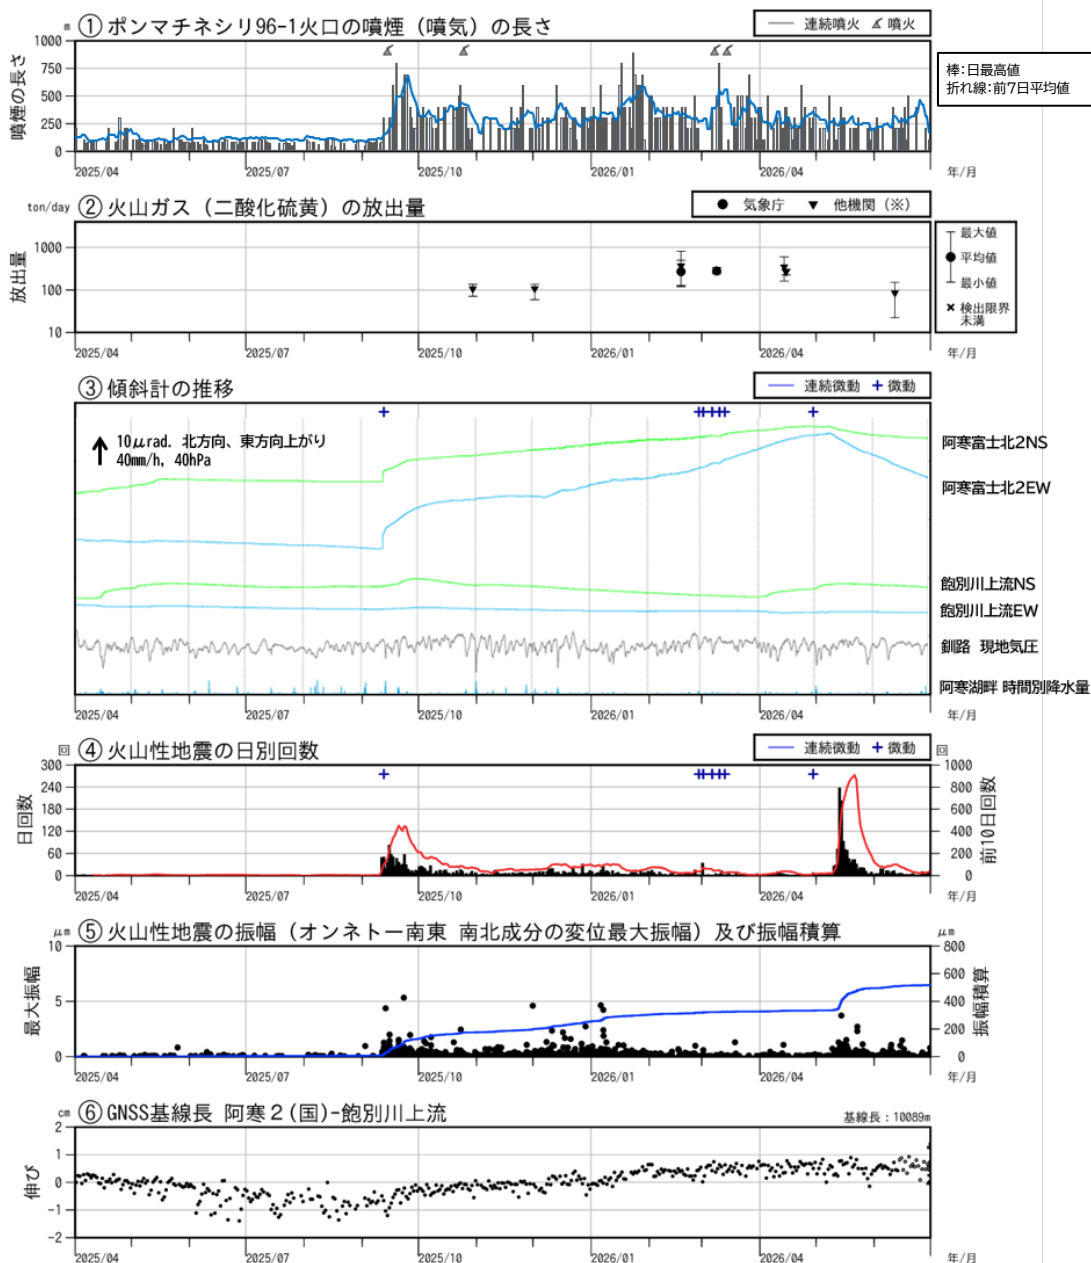 ① ポンマチネシリ96-1火口の噴煙（噴気）の長さ
連続噴火 噴火
m
1000
750
500
250
0
噴煙の長さ
棒:日最高値
折れ線:前7日平均値
2025/04 2025/07 2025/10 2026/01 2026/04 年/月
② 火山ガス（二酸化硫黄）の放出量
気象庁 他機関（※）
ton/day
1000
100
10
放出量
最大値
平均値
最小値
検出限界
未満
2025/04 2025/07 2025/10 2026/01 2026/04 年/月
③ 傾斜計の推移
連続微動 微動
10μrad. 北方向、東方向上がり
40mm/h, 40hPa
阿寒富士北2NS
阿寒富士北2EW
飽別川上流NS
飽別川上流EW
釧路 現地気圧
阿寒湖畔 時間別降水量
2025/04 2025/07 2025/10 2026/01 2026/04 年/月
④ 火山性地震の日別回数
連続微動 微動
回 回
300 1000
240 800
180 600
120 400
60 200
0 0
日回数
前10日回数
2025/04 2025/07 2025/10 2026/01 2026/04 年/月
⑤ 火山性地震の振幅（オンネトー南東 南北成分の変位最大振幅）及び振幅積算
μm μm
10 800
600
5 400
200
0 0
最大振幅
振幅積算
2025/04 2025/07 2025/10 2026/01 2026/04 年/月
⑥ GNSS基線長 阿寒２(国)-飽別川上流
基線長：10089m
cm
2
1
0
-1
-2
伸び
2025/04 2025/07 2025/10 2026/01 2026/04 年/月